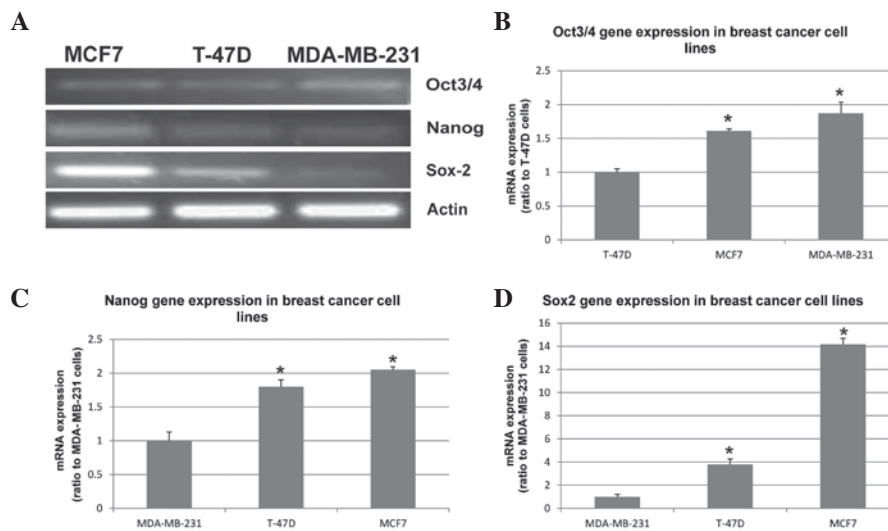 A
MCF7 T-47D MDA-MB-231
Oct3/4
Nanog
Sox-2
Actin
B
Oct3/4 gene expression in breast cancer cell
lines
mRNA expression
(ratio to T-47D cells)
2.5
2
1.5
1
0.5
0
*
*
T-47D MCF7 MDA-MB-231
C
Nanog gene expression in breast cancer cell
lines
mRNA expression
(ratio to MDA-MB-231 cells)
2.5
2
1.5
1
0.5
0
*
*
MDA-MB-231 T-47D MCF7
D
Sox2 gene expression in breast cancer cell lines
mRNA expression
(ratio to MDA-MB-231 cells)
16
14
12
10
8
6
4
2
0
*
*
MDA-MB-231 T-47D MCF7